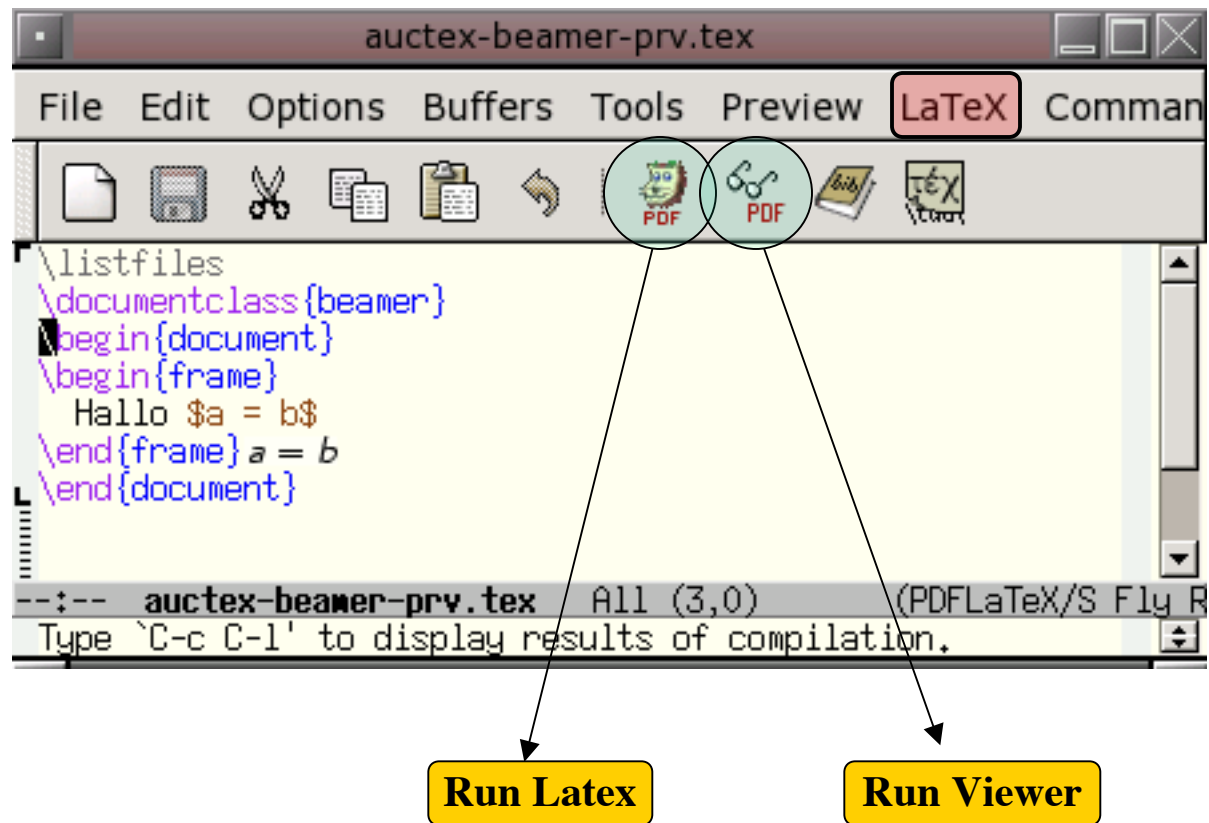 auctex-beamer-prv.tex
File Edit Options Buffers Tools Preview LaTeX Comman
PDF PDF bib τέχ
\listfiles
\documentclass{beamer}
\begin{document}
\begin{frame}
Hallo $a = b$
\end{frame} a = b
\end{document}
--:-- auctex-beamer-prv.tex All (3,0) (PDFLaTeX/S Fly R
Type `C-c C-l' to display results of compilation.
Run Latex Run Viewer